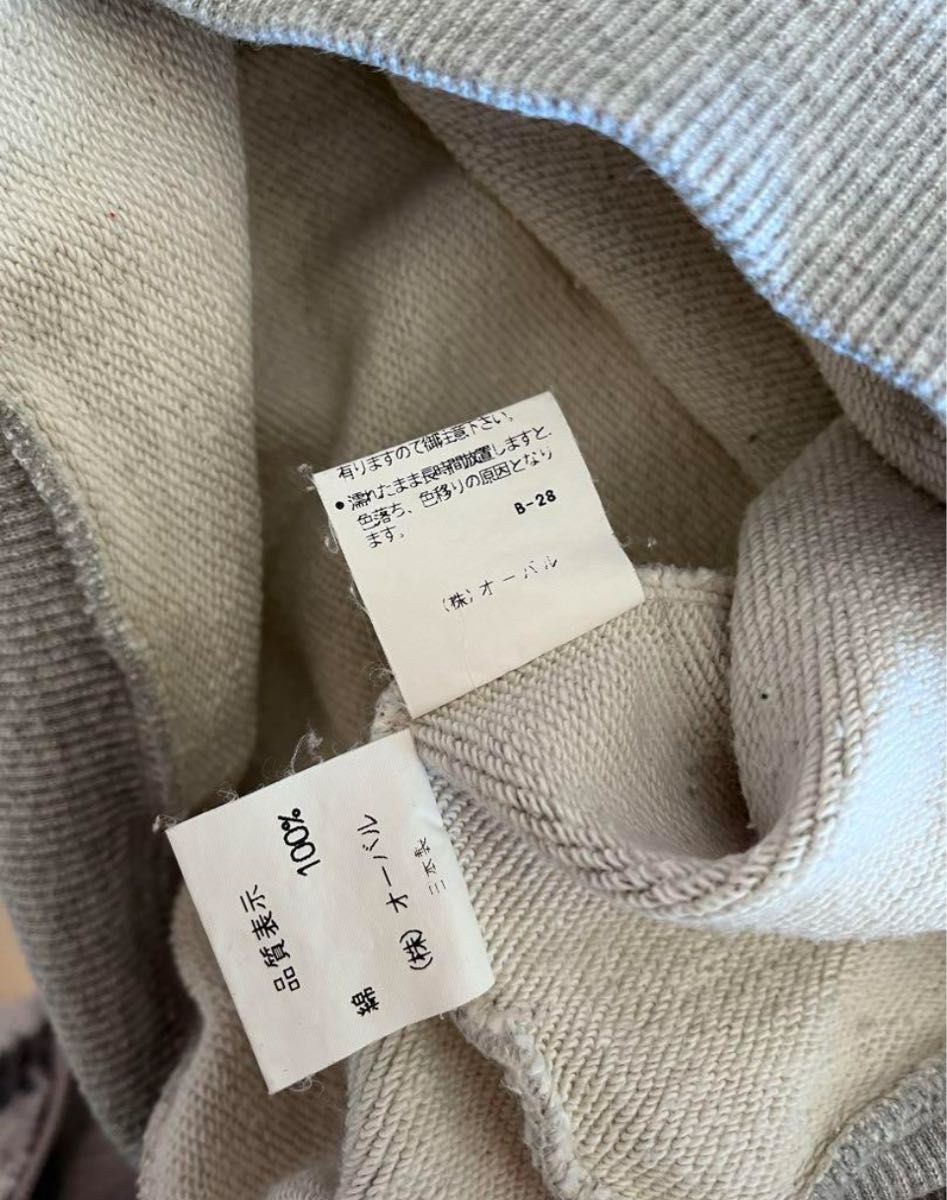 有りますので御注意下さい。
●濡れたまま長時間放置しますと、
色落ち、色移りの原因となり
ます。
B-28
(株)オーバル
品質表示
綿 100%
(株)オーバル